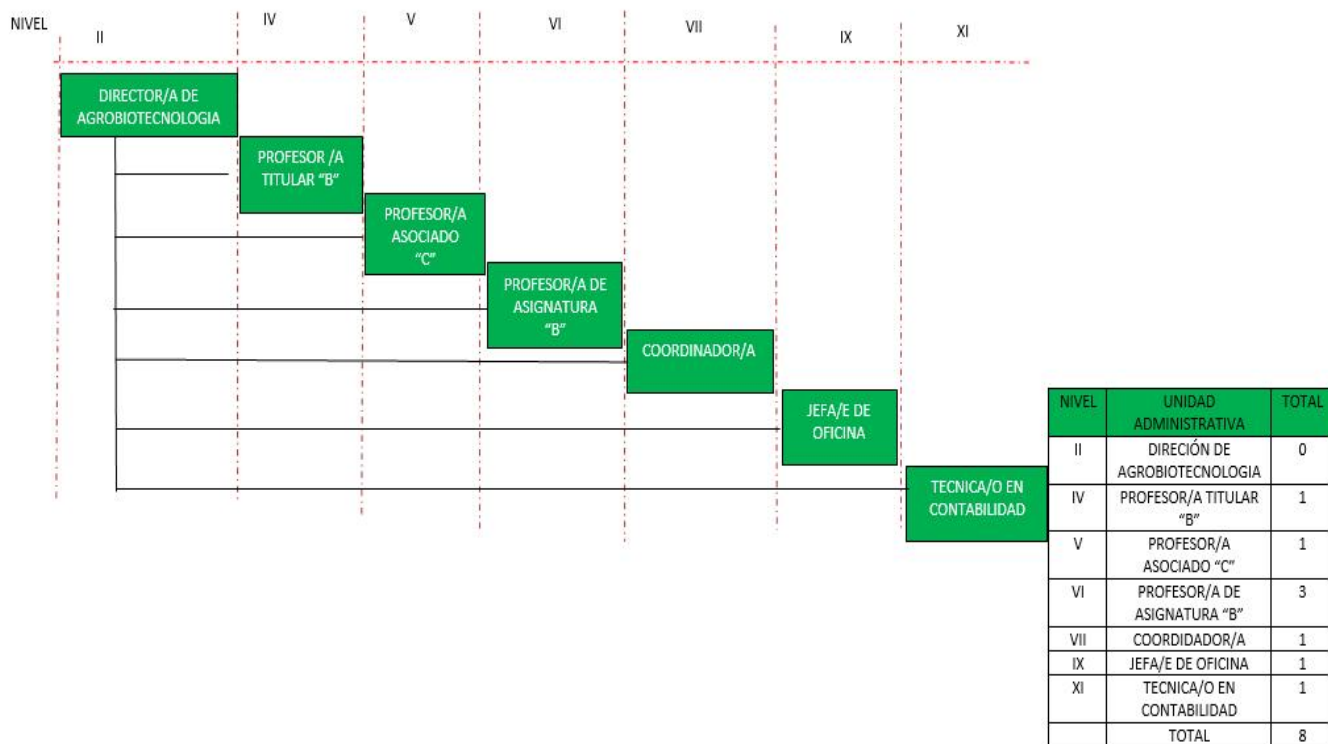 NIVEL
II
IV
V
VI
VII
IX
XI
DIRECTOR/A DE
AGROBIOTECNOLOGIA
PROFESOR /A
TITULAR “B”
PROFESOR/A
ASOCIADO
“C”
PROFESOR/A DE
ASIGNATURA
“B”
COORDINADOR/A
JEFA/E DE
OFICINA
TECNICA/O EN
CONTABILIDAD
NIVEL UNIDAD TOTAL
ADMINISTRATIVA
II DIRECIÓN DE 0
AGROBIOTECNOLOGIA
IV PROFESOR/A TITULAR 1
“B”
V PROFESOR/A 1
ASOCIADO “C”
VI PROFESOR/A DE 3
ASIGNATURA “B”
VII COORDIDADOR/A 1
IX JEFA/E DE OFICINA 1
XI TECNICA/O EN 1
CONTABILIDAD
TOTAL 8